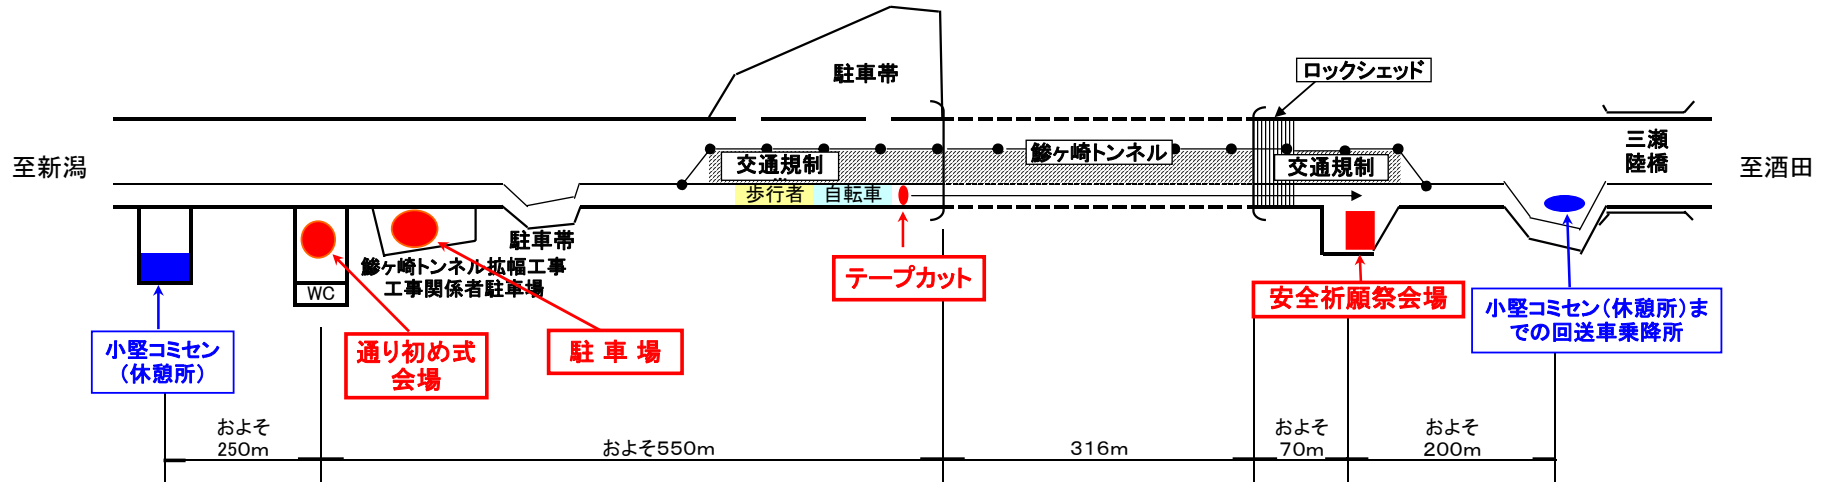 駐車帯
ロックシェッド
三瀬
陸橋
至新潟
交通規制
鯵ヶ崎トンネル
交通規制
至酒田
歩行者
自転車
駐車帯
鯵ヶ崎トンネル拡幅工事
工事関係者駐車場
WC
テープカット
安全祈願祭会場
小堅コミセン（休憩所）ま
での回送車乗降所
小堅コミセン
（休憩所）
通り初め式
会場
駐 車 場
およそ
250m
およそ550m
316m
およそ
70m
およそ
200m